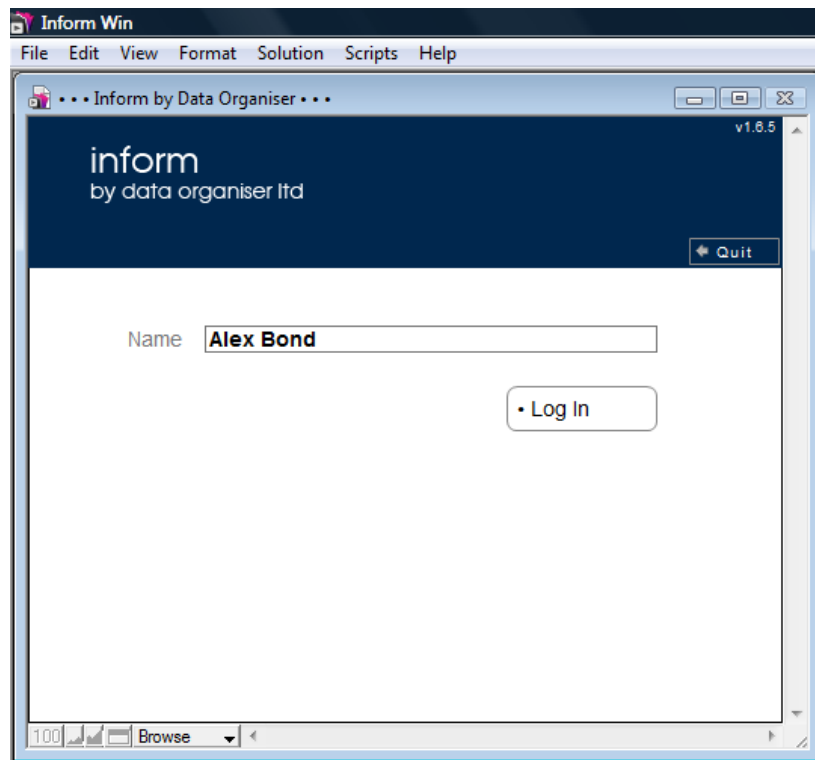 Inform Win
File Edit View Format Solution Scripts Help
• • • Inform by Data Organiser • • •
v1.6.5
inform
by data organiser ltd
Quit
Name Alex Bond
• Log In
100 Browse